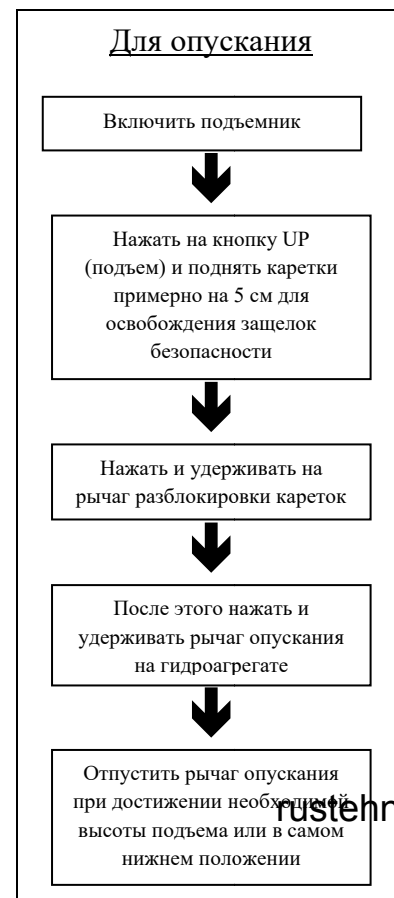 Для опускания
Включить подъемник
Нажать на кнопку UP
(подъем) и поднять каретки
примерно на 5 см для
освобождения защелок
безопасности
Нажать и удерживать на
рычаг разблокировки кареток
После этого нажать и
удерживать рычаг опускания
на гидроагрегате
Отпустить рычаг опускания
при достижении необходимой
высоты подъема или в самом
нижнем положении
rustehn